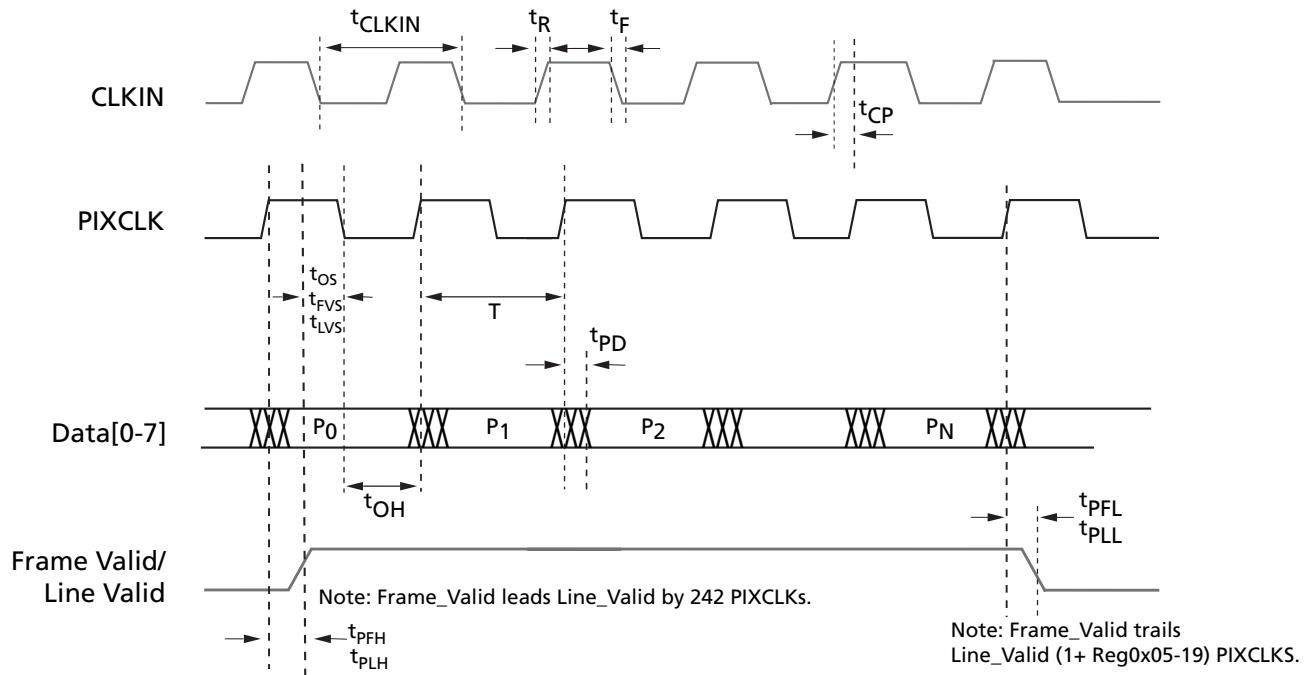 tCLKIN
tR
tF
CLKIN
tCP
PIXCLK
tOS
tFVS
tLVS
T
tPD
Data[0-7]
P0
P1
P2
PN
tOH
tPFL
tPLL
Frame Valid/
Line Valid
Note: Frame_Valid leads Line_Valid by 242 PIXCLKs.
tPFH
tPLH
Note: Frame_Valid trails
Line_Valid (1+ Reg0x05-19) PIXCLKS.